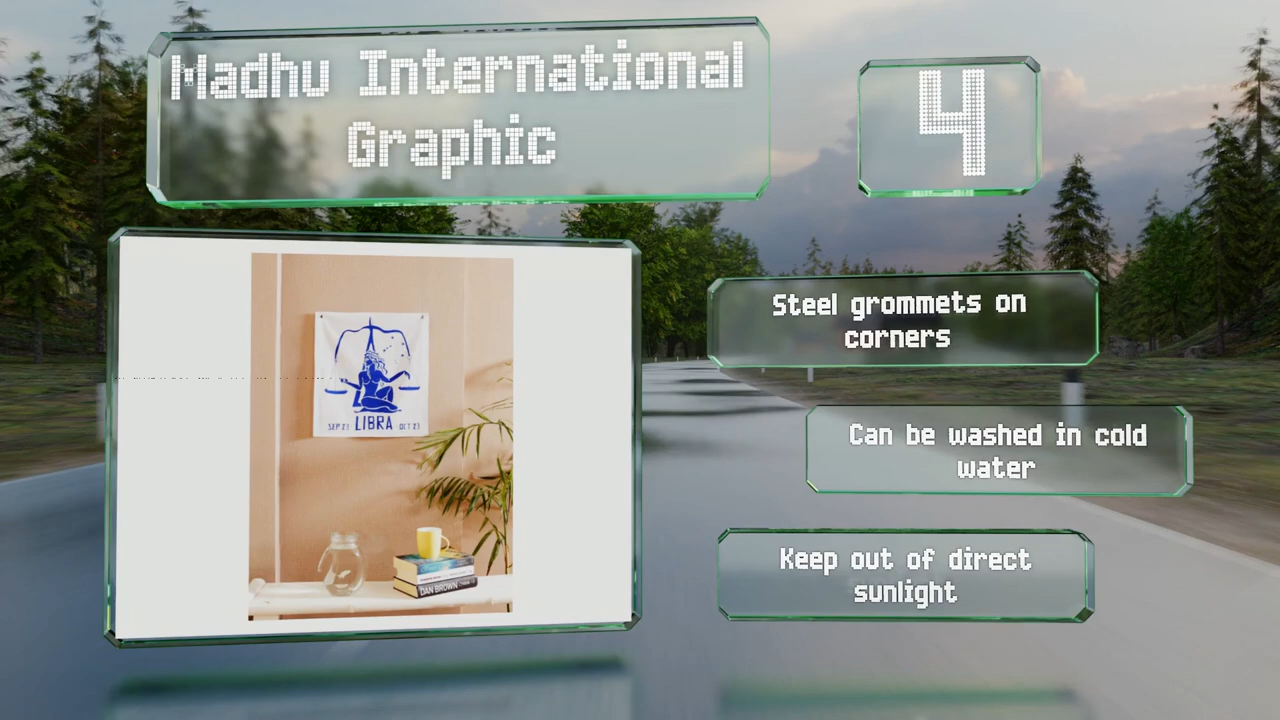 Madhu International
Graphic
4
SEP 23 LIBRA OCT 23
DAN BROWN
Steel grommets on
corners
Can be washed in cold
water
Keep out of direct
sunlight